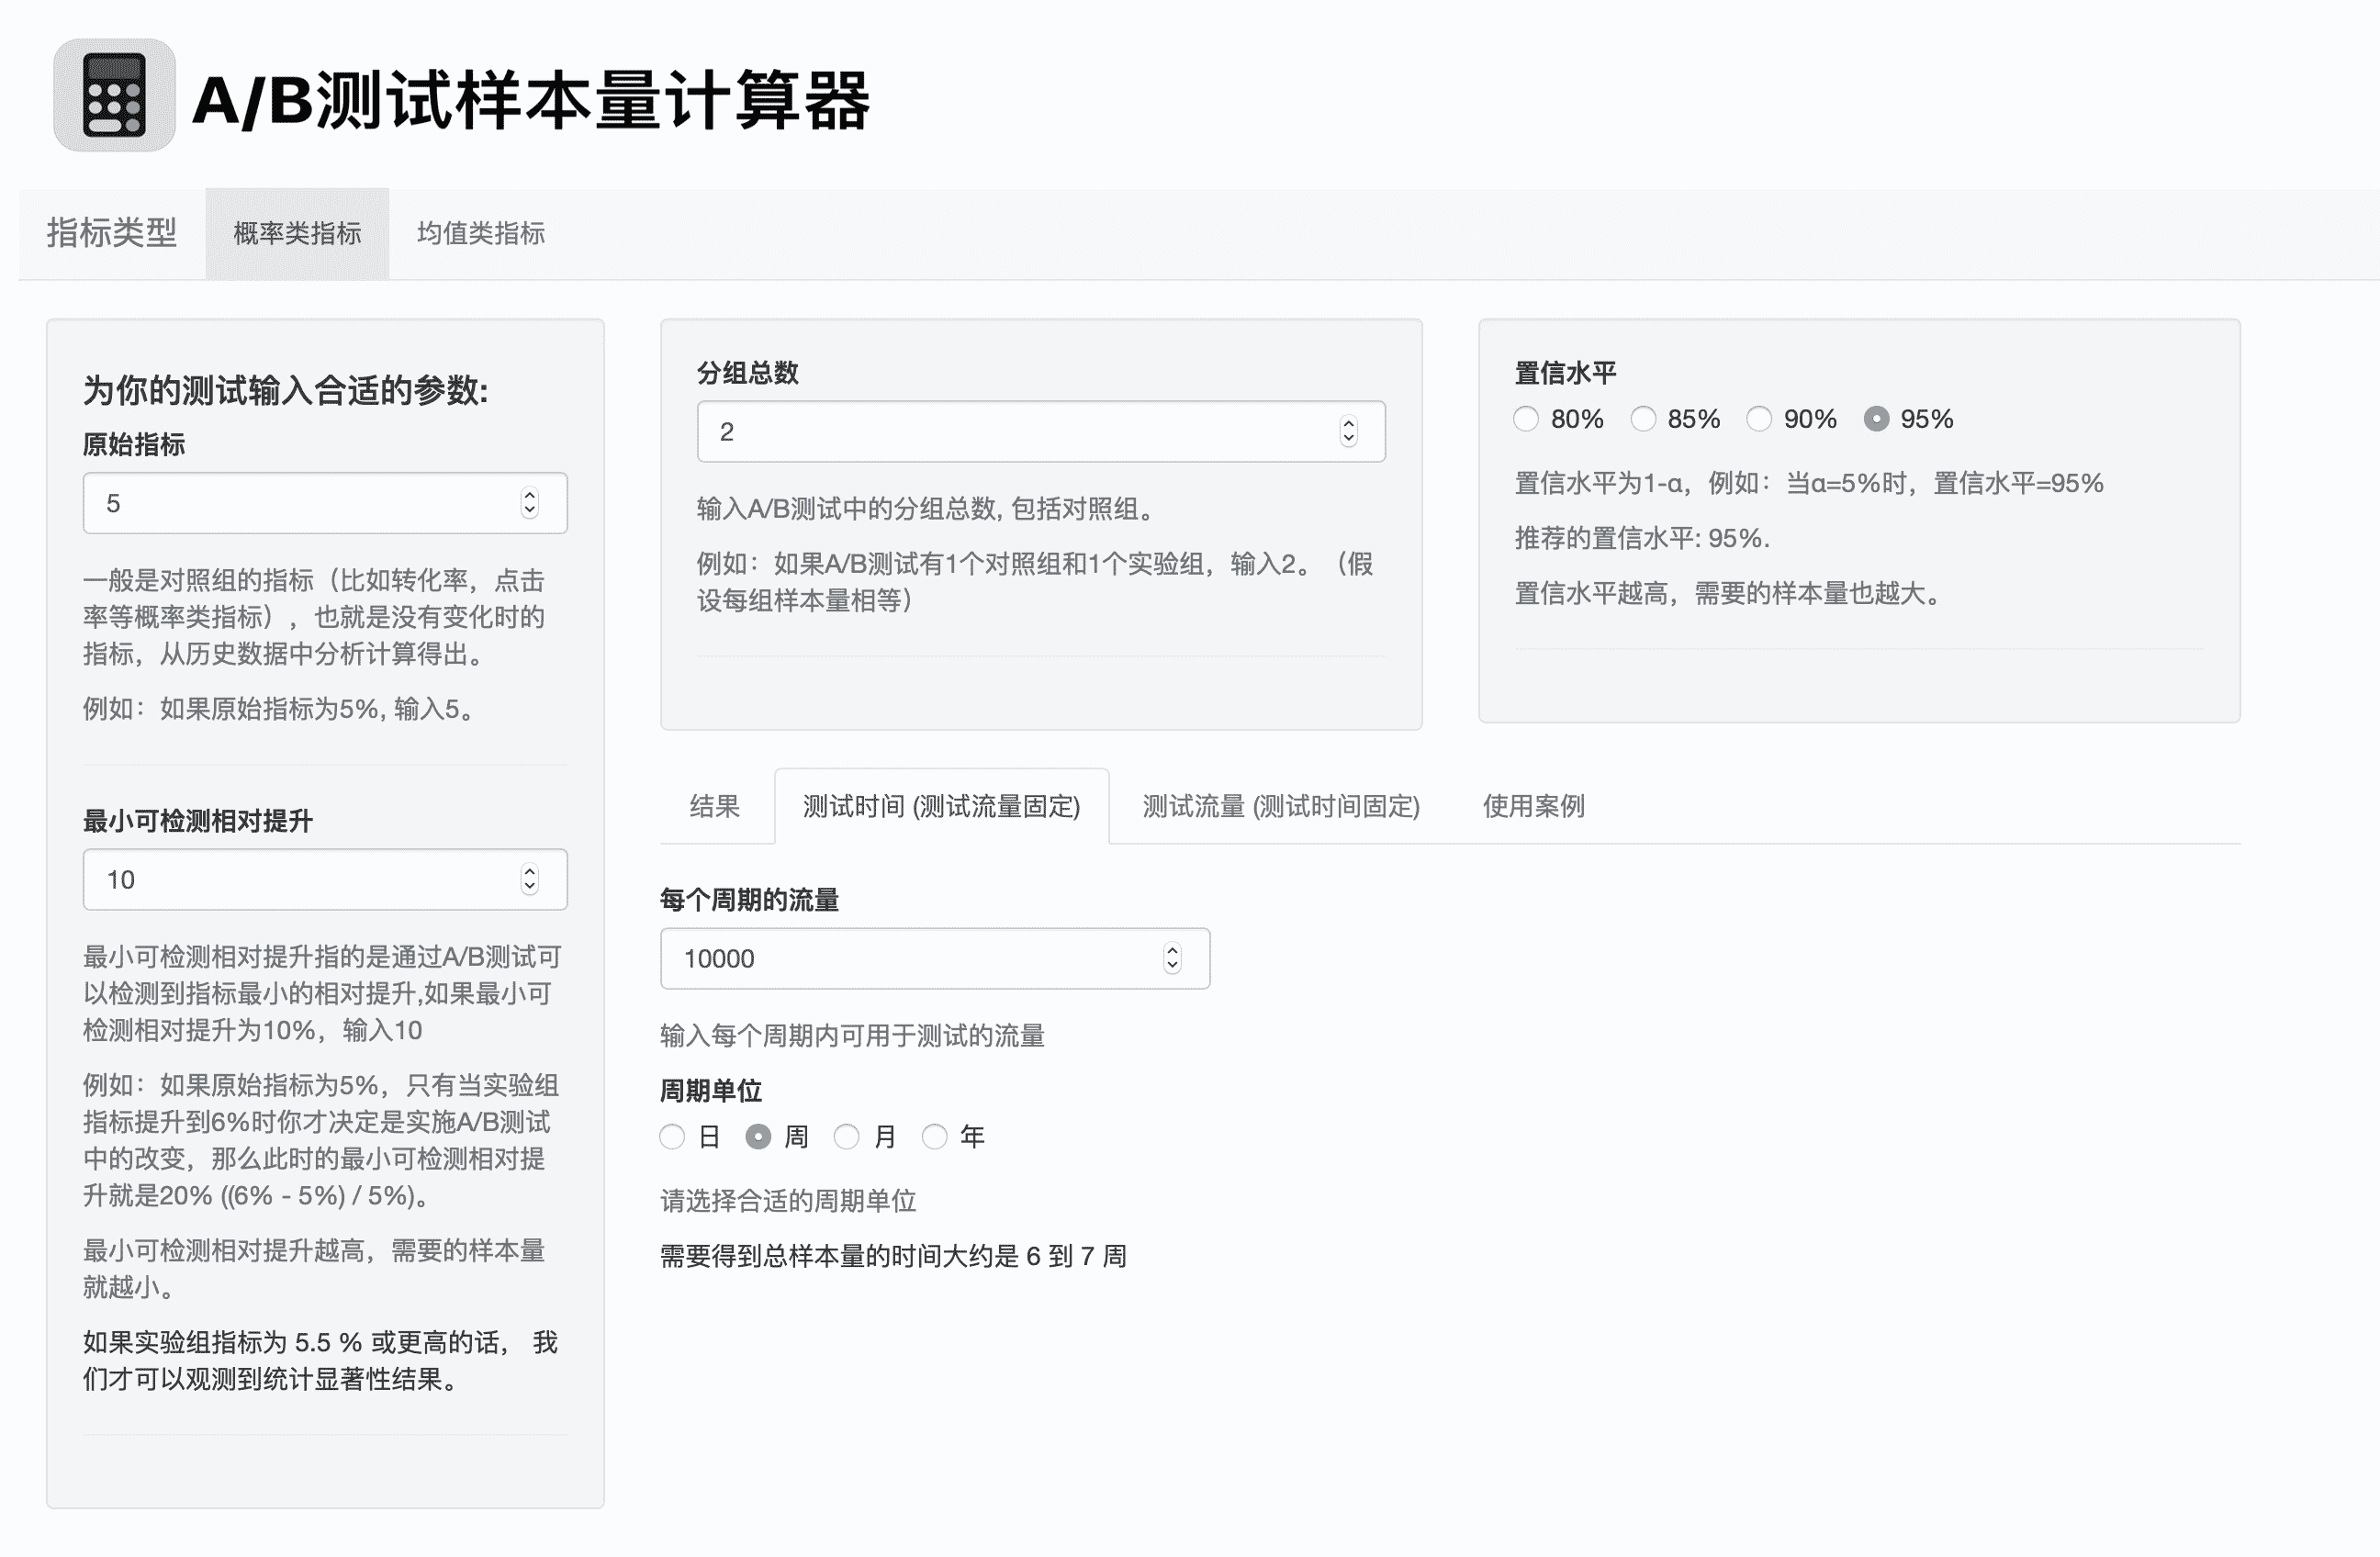 A/B测试样本量计算器
指标类型
概率类指标
均值类指标
为你的测试输入合适的参数:
原始指标
5
一般是对照组的指标（比如转化率，点击
率等概率类指标），也就是没有变化时的
指标，从历史数据中分析计算得出。
例如：如果原始指标为5%, 输入5。
最小可检测相对提升
10
最小可检测相对提升指的是通过A/B测试可
以检测到指标最小的相对提升,如果最小可
检测相对提升为10%，输入10
例如：如果原始指标为5%，只有当实验组
指标提升到6%时你才决定是实施A/B测试
中的改变，那么此时的最小可检测相对提
升就是20% ((6% - 5%) / 5%)。
最小可检测相对提升越高，需要的样本量
就越小。
如果实验组指标为 5.5 % 或更高的话， 我
们才可以观测到统计显著性结果。
分组总数
2
输入A/B测试中的分组总数, 包括对照组。
例如：如果A/B测试有1个对照组和1个实验组，输入2。（假
设每组样本量相等）
置信水平
80%
85%
90%
95%
置信水平为1-α，例如：当α=5%时，置信水平=95%
推荐的置信水平: 95%.
置信水平越高，需要的样本量也越大。
结果
测试时间 (测试流量固定)
测试流量 (测试时间固定)
使用案例
每个周期的流量
10000
输入每个周期内可用于测试的流量
周期单位
日
周
月
年
请选择合适的周期单位
需要得到总样本量的时间大约是 6 到 7 周